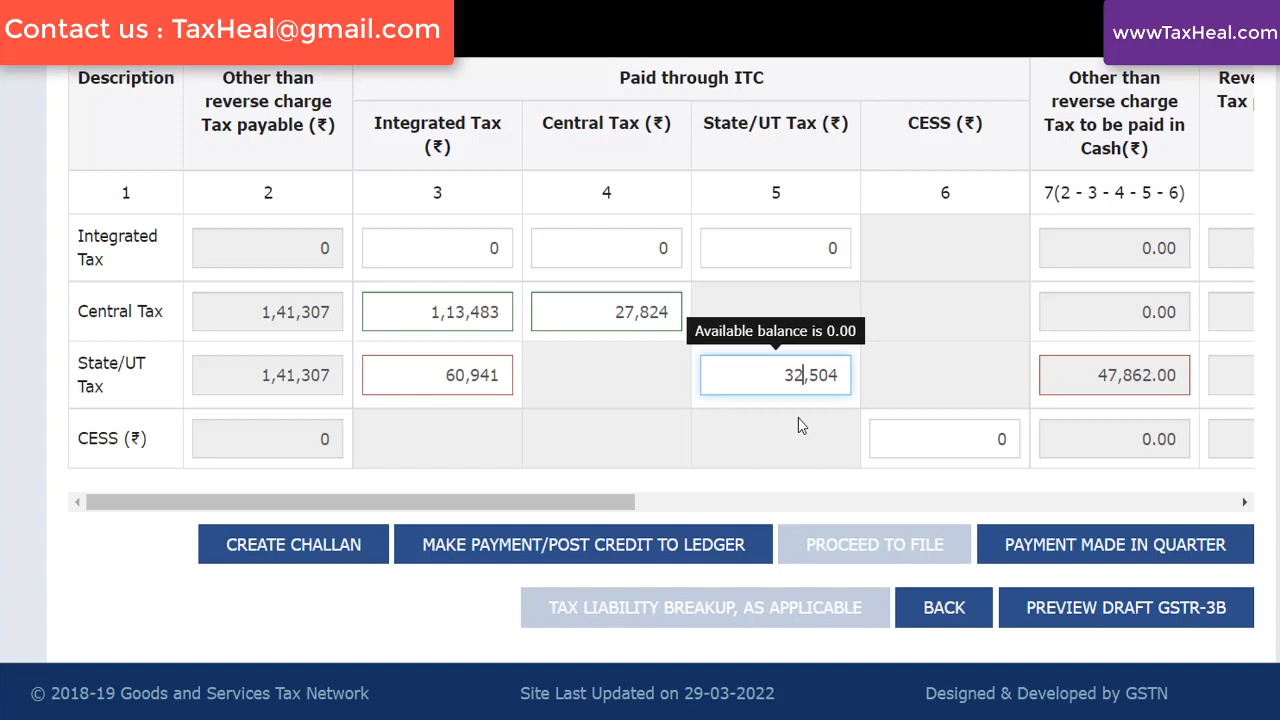 Contact us : TaxHeal@gmail.com
wwwTaxHeal.com
Description
Other than
reverse charge
Tax payable (₹)
Paid through ITC
Integrated Tax
(₹)
Central Tax (₹)
State/UT Tax (₹)
CESS (₹)
Other than
reverse charge
Tax to be paid in
Cash(₹)
1
2
3
4
5
6
7(2 - 3 - 4 - 5 - 6)
Integrated
Tax
0
0
0
0
0.00
Central Tax
1,41,307
1,13,483
27,824
0.00
Available balance is 0.00
State/UT
Tax
1,41,307
60,941
32,504
47,862.00
CESS (₹)
0
0
0.00
CREATE CHALLAN
MAKE PAYMENT/POST CREDIT TO LEDGER
PROCEED TO FILE
PAYMENT MADE IN QUARTER
TAX LIABILITY BREAKUP, AS APPLICABLE
BACK
PREVIEW DRAFT GSTR-3B
© 2018-19 Goods and Services Tax Network
Site Last Updated on 29-03-2022
Designed & Developed by GSTN